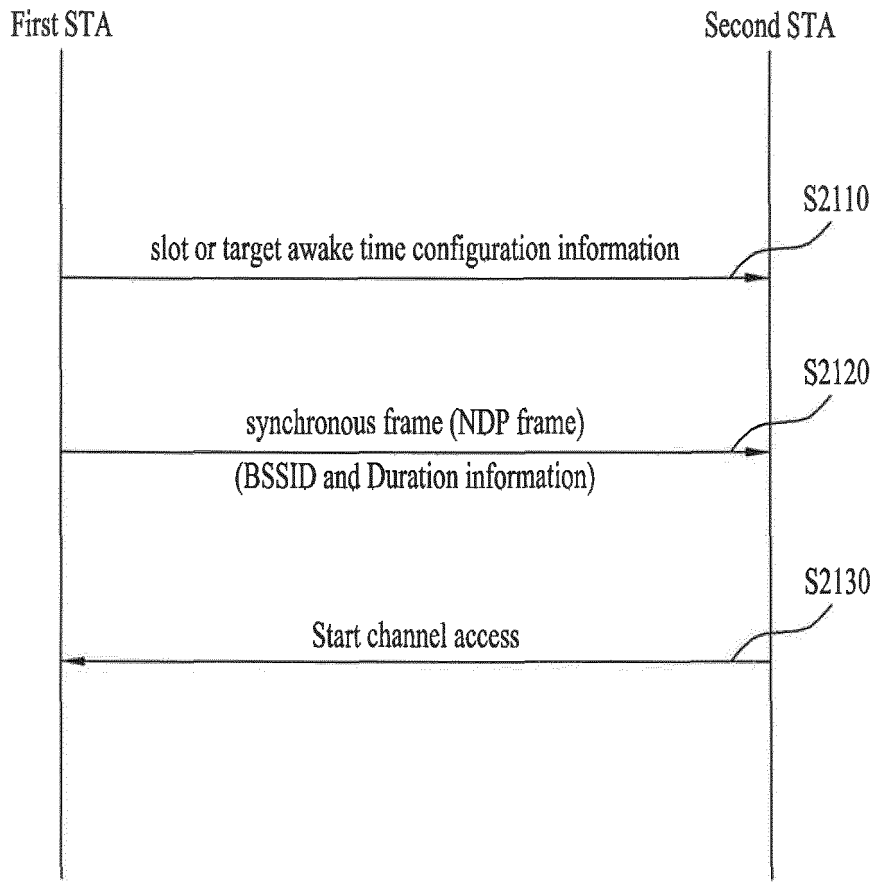 First STA
Second STA
S2110
slot or target awake time configuration information
S2120
synchronous frame (NDP frame)
(BSSID and Duration information)
S2130
Start channel access